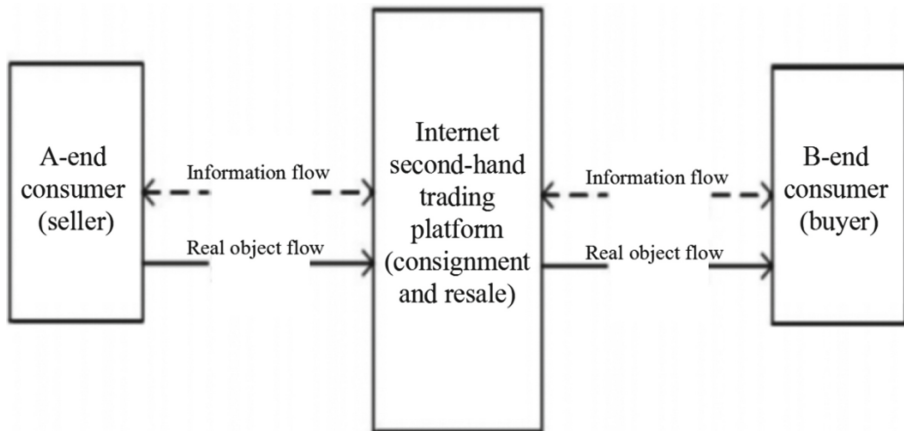 A-end
consumer
(seller)
Information flow
Real object flow
Internet
second-hand
trading
platform
(consignment
and resale)
Information flow
Real object flow
B-end
consumer
(buyer)